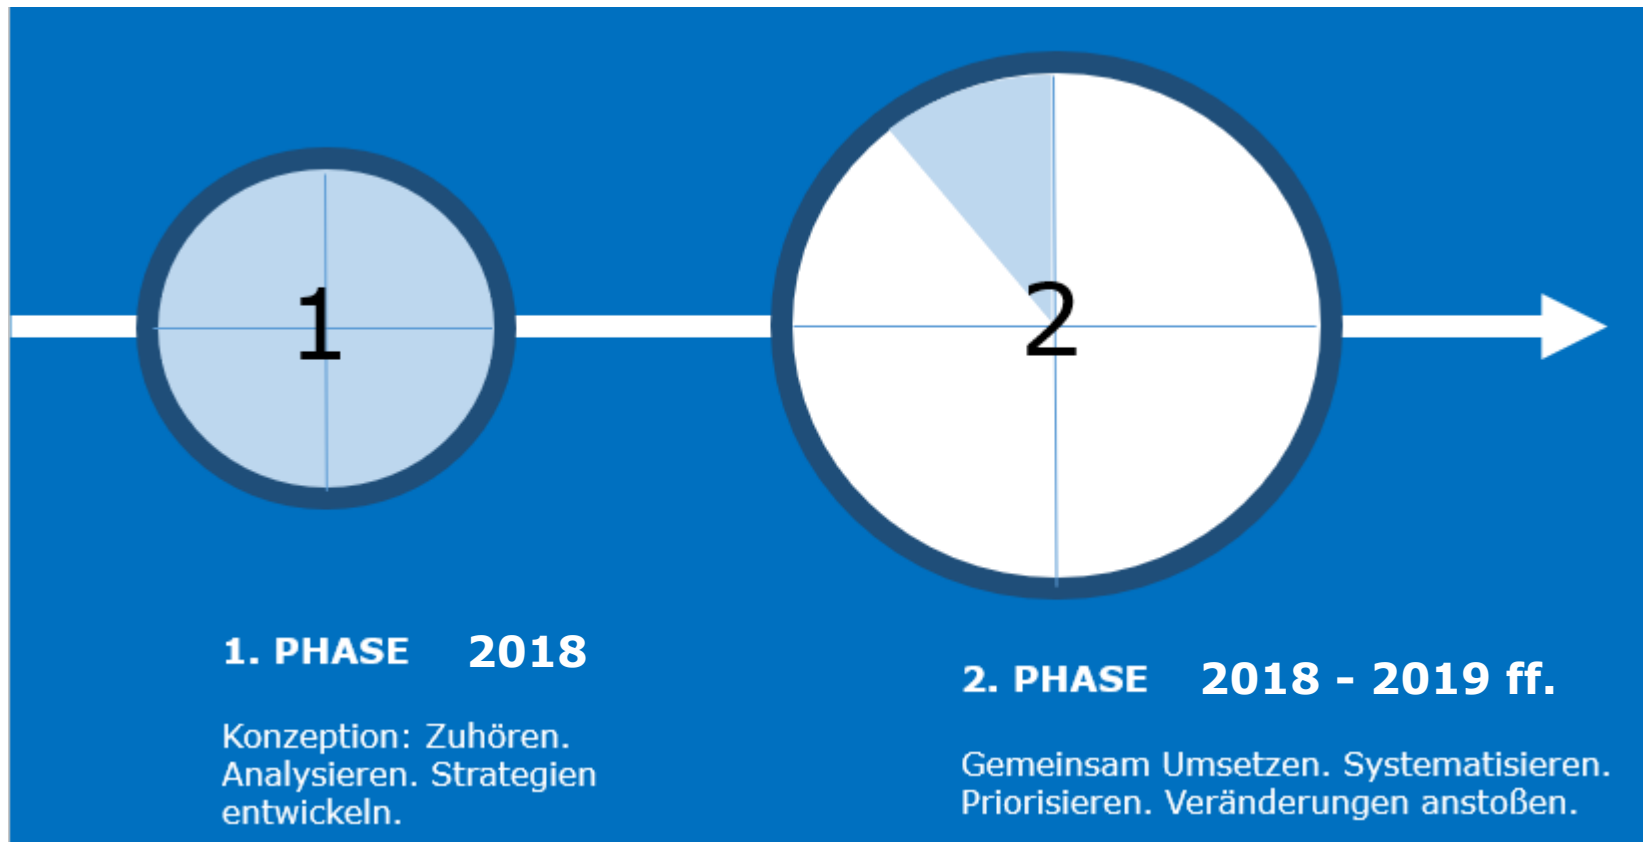 1
2
1. PHASE 2018
Konzeption: Zuhören.
Analysieren. Strategien
entwickeln.
2. PHASE 2018 - 2019 ff.
Gemeinsam Umsetzen. Systematisieren.
Priorisieren. Veränderungen anstoßen.